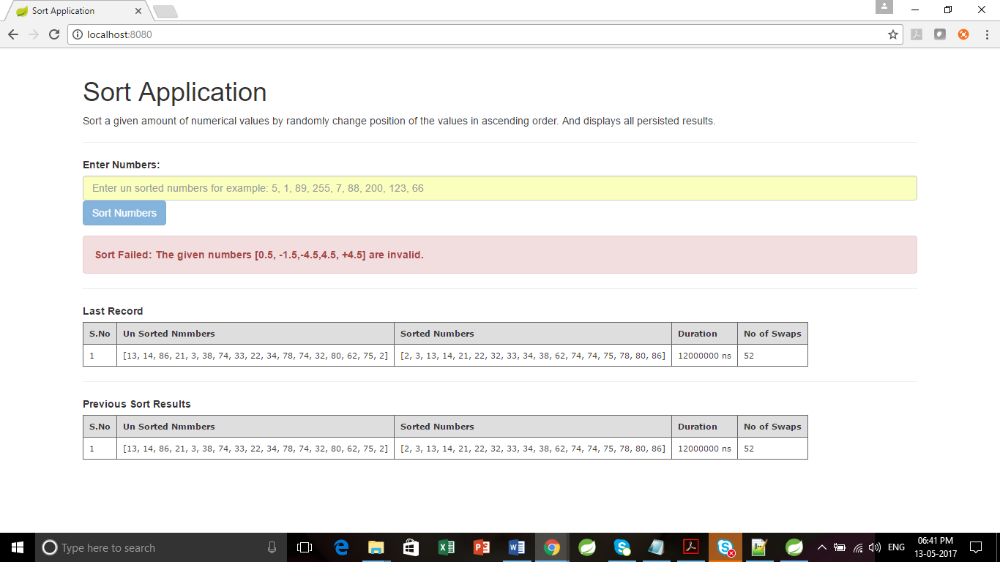 Sort Application
localhost:8080
Sort Application
Sort a given amount of numerical values by randomly change position of the values in ascending order. And displays all persisted results.
Enter Numbers:
Enter un sorted numbers for example: 5, 1, 89, 255, 7, 88, 200, 123, 66
Sort Numbers
Sort Failed: The given numbers [0.5, -1.5,-4.5,4.5, +4.5] are invalid.
Last Record
S.No Un Sorted Nmmbers Sorted Numbers Duration No of Swaps
1 [13, 14, 86, 21, 3, 38, 74, 33, 22, 34, 78, 74, 32, 80, 62, 75, 2] [2, 3, 13, 14, 21, 22, 32, 33, 34, 38, 62, 74, 74, 75, 78, 80, 86] 12000000 ns 52
Previous Sort Results
S.No Un Sorted Nmmbers Sorted Numbers Duration No of Swaps
1 [13, 14, 86, 21, 3, 38, 74, 33, 22, 34, 78, 74, 32, 80, 62, 75, 2] [2, 3, 13, 14, 21, 22, 32, 33, 34, 38, 62, 74, 74, 75, 78, 80, 86] 12000000 ns 52
Type here to search
ENG
06:41 PM
13-05-2017